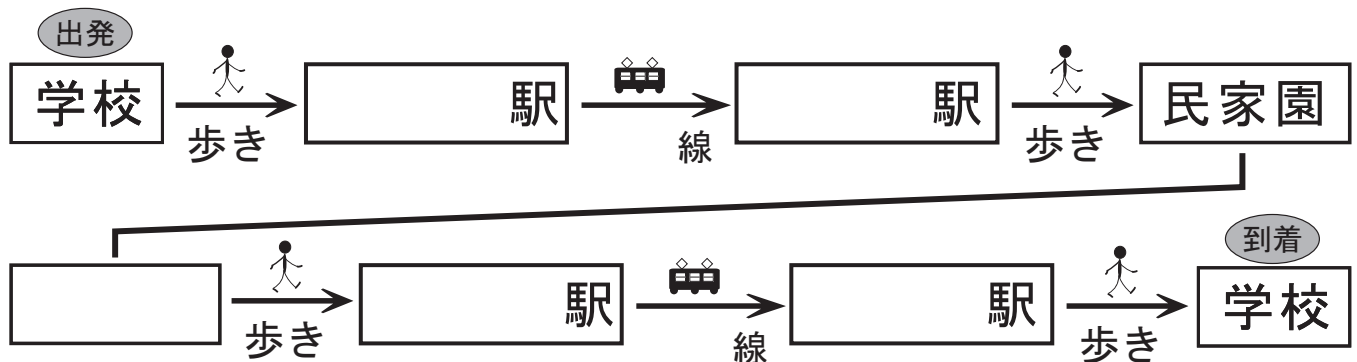 出発
学校 駅 駅 民家園
歩き 線 歩き
到着
駅 駅 学校
歩き 線 歩き